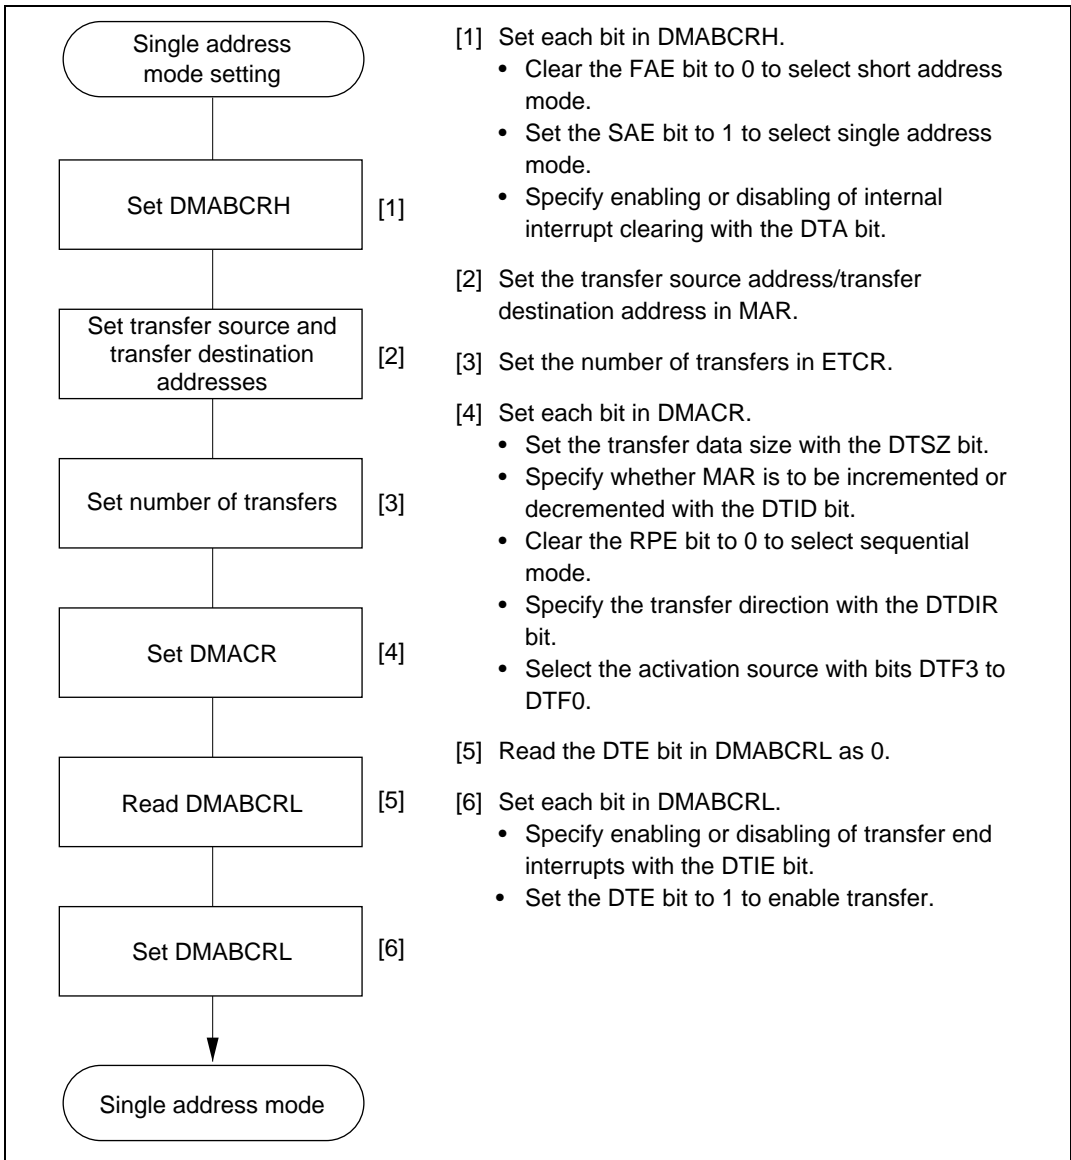 Single address
mode setting
Set DMABCRH [1]
Set transfer source and
transfer destination
addresses
[2]
Set number of transfers [3]
Set DMACR [4]
Read DMABCRL [5]
Set DMABCRL [6]
Single address mode
[1] Set each bit in DMABCRH.
• Clear the FAE bit to 0 to select short address
mode.
• Set the SAE bit to 1 to select single address
mode.
• Specify enabling or disabling of internal
interrupt clearing with the DTA bit.
[2] Set the transfer source address/transfer
destination address in MAR.
[3] Set the number of transfers in ETCR.
[4] Set each bit in DMACR.
• Set the transfer data size with the DTSZ bit.
• Specify whether MAR is to be incremented or
decremented with the DTID bit.
• Clear the RPE bit to 0 to select sequential
mode.
• Specify the transfer direction with the DTDIR
bit.
• Select the activation source with bits DTF3 to
DTF0.
[5] Read the DTE bit in DMABCRL as 0.
[6] Set each bit in DMABCRL.
• Specify enabling or disabling of transfer end
interrupts with the DTIE bit.
• Set the DTE bit to 1 to enable transfer.